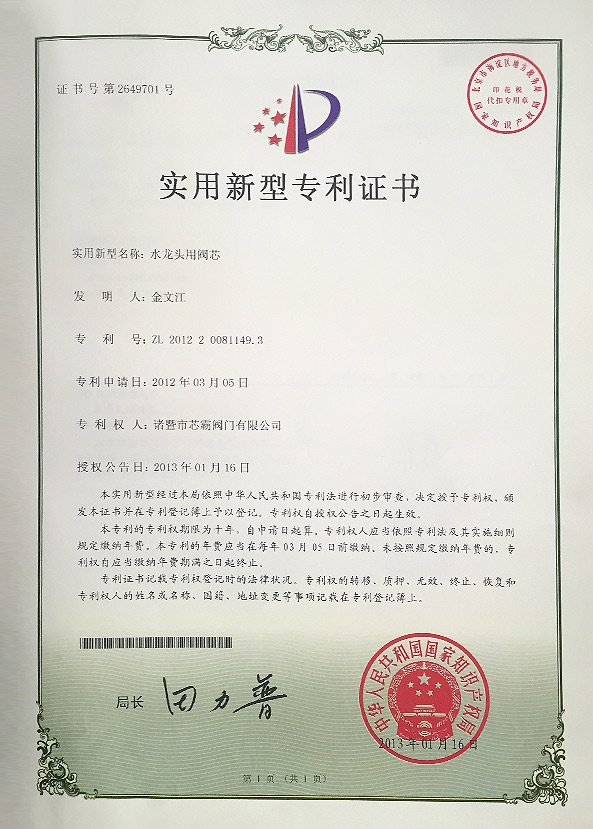 证书号第2649701号
北京市海淀区地方税务局
印花税
代扣专用章
国家知识产权局
实用新型专利证书
实用新型名称：水龙头用阀芯
发明人：金文江
专利号：ZL 2012 2 0081149.3
专利申请日：2012年03月05日
专利权人：诸暨市芯霸阀门有限公司
授权公告日：2013年01月16日
本实用新型经过本局依照中华人民共和国专利法进行初步审查，决定授予专利权，颁
发本证书并在专利登记簿上予以登记。专利权自授权公告之日起生效。
本专利的专利权期限为十年，自申请日起算。专利权人应当依照专利法及其实施细则
规定缴纳年费。本专利的年费应当在每年03月05日前缴纳。未按照规定缴纳年费的，专
利权自应当缴纳年费期满之日起终止。
专利证书记载专利权登记时的法律状况。专利权的转移、质押、无效、终止、恢复和
专利权人的姓名或名称、国籍、地址变更等事项记载在专利登记簿上。
局长
田力普
中华人民共和国国家知识产权局
2013年01月16日
第1页（共1页）